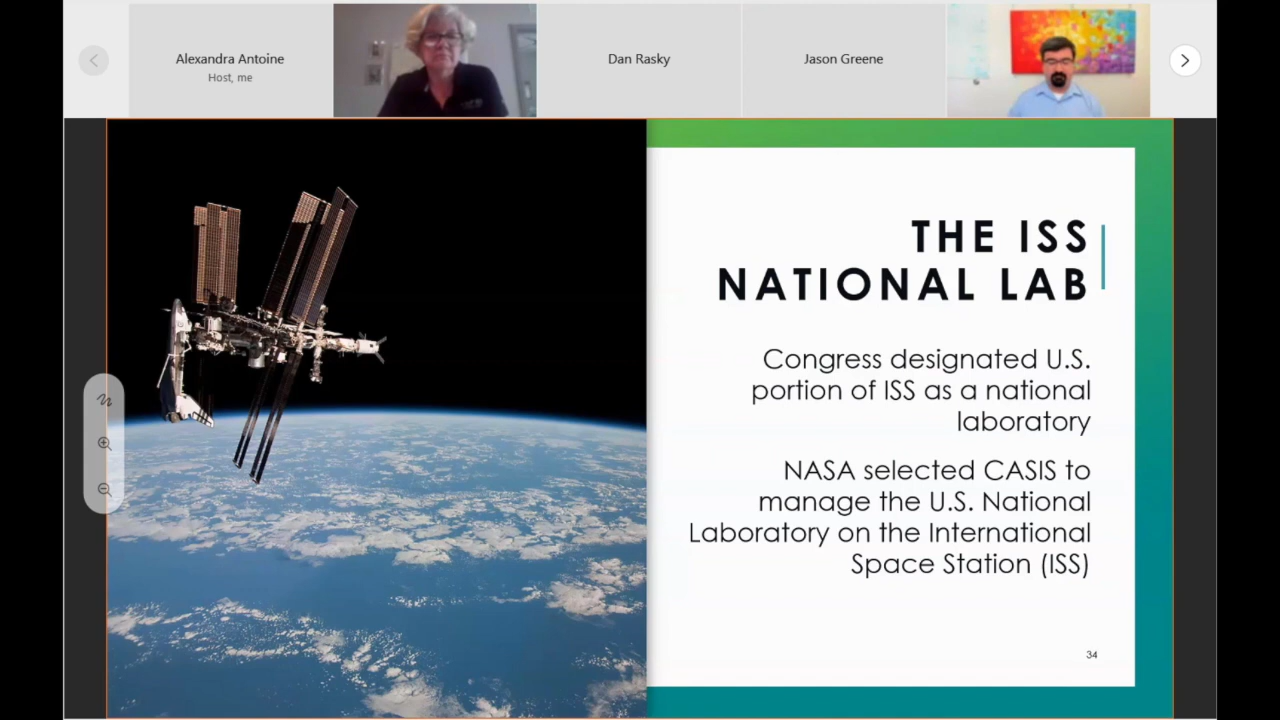 Alexandra Antoine
Host, me
Dan Rasky
Jason Greene
THE ISS
NATIONAL LAB
Congress designated U.S.
portion of ISS as a national
laboratory
NASA selected CASIS to
manage the U.S. National
Laboratory on the International
Space Station (ISS)
34